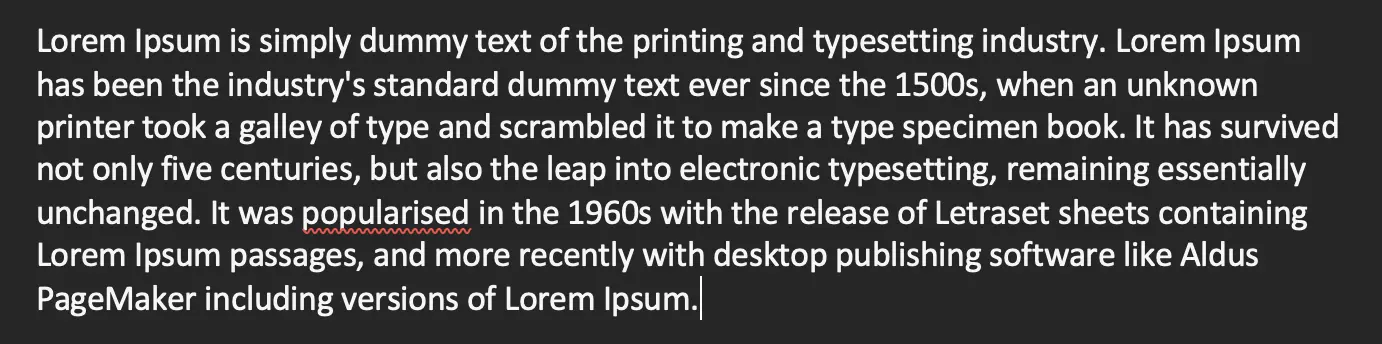 Lorem Ipsum is simply dummy text of the printing and typesetting industry. Lorem Ipsum
has been the industry's standard dummy text ever since the 1500s, when an unknown
printer took a galley of type and scrambled it to make a type specimen book. It has survived
not only five centuries, but also the leap into electronic typesetting, remaining essentially
unchanged. It was popularised in the 1960s with the release of Letraset sheets containing
Lorem Ipsum passages, and more recently with desktop publishing software like Aldus
PageMaker including versions of Lorem Ipsum.